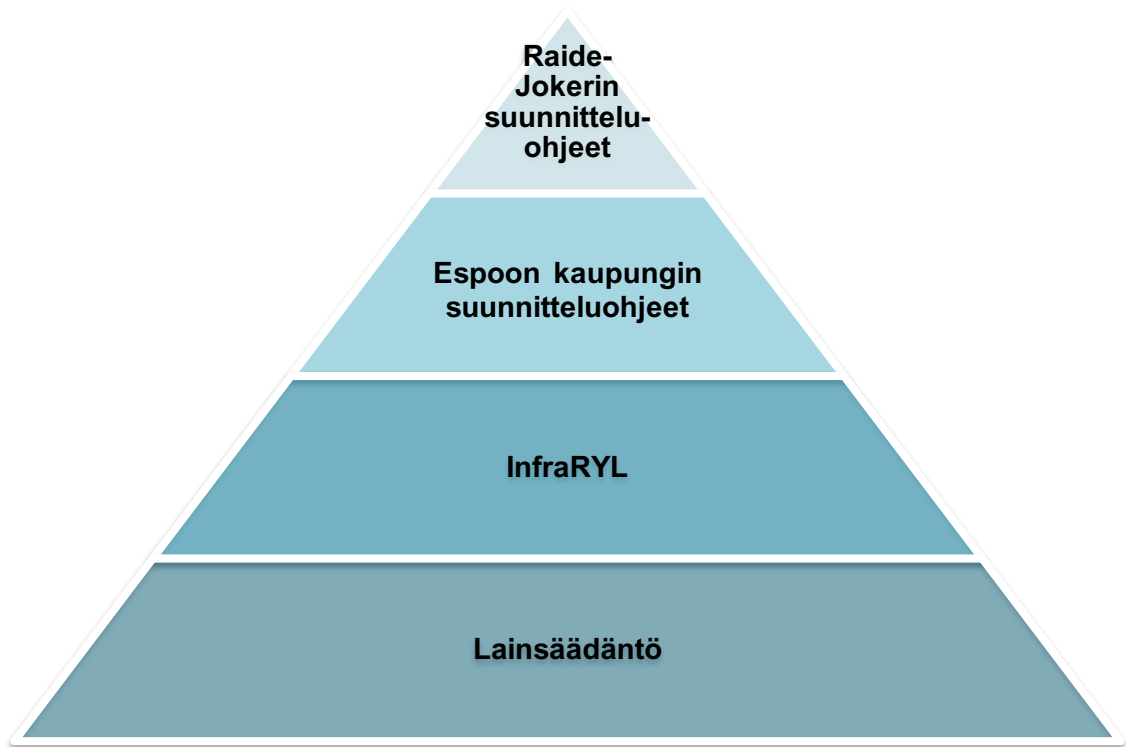 Raide-
Jokerin
suunnittelu-
ohjeet
Espoon kaupungin
suunnitteluohjeet
InfraRYL
Lainsäädäntö